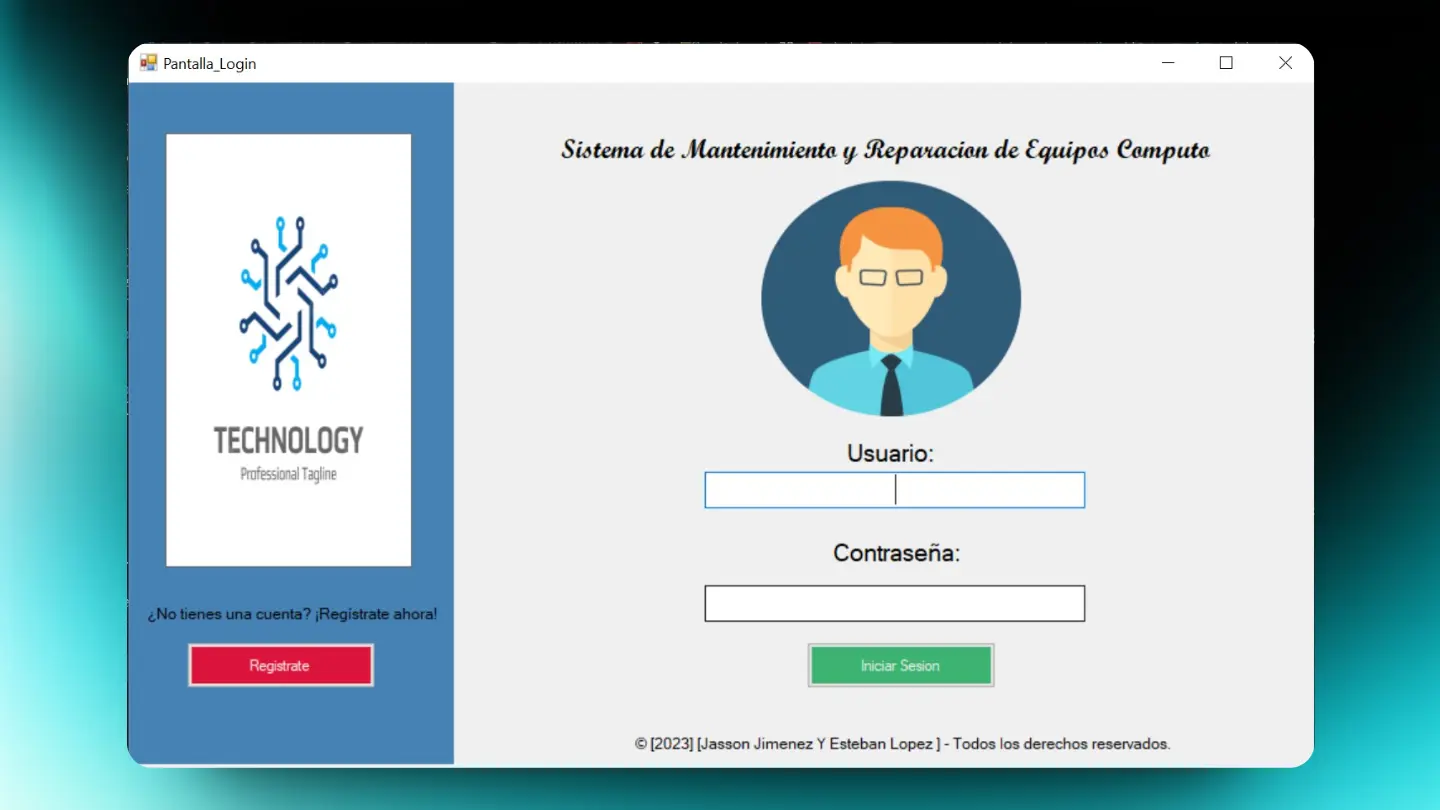 Pantalla_Login
TECHNOLOGY
Professional Tagline
¿No tienes una cuenta? ¡Regístrate ahora!
Registrate
Sistema de Mantenimiento y Reparacion de Equipos Computo
Usuario:
Contraseña:
Iniciar Sesion
© [2023] [Jasson Jimenez Y Esteban Lopez ] - Todos los derechos reservados.